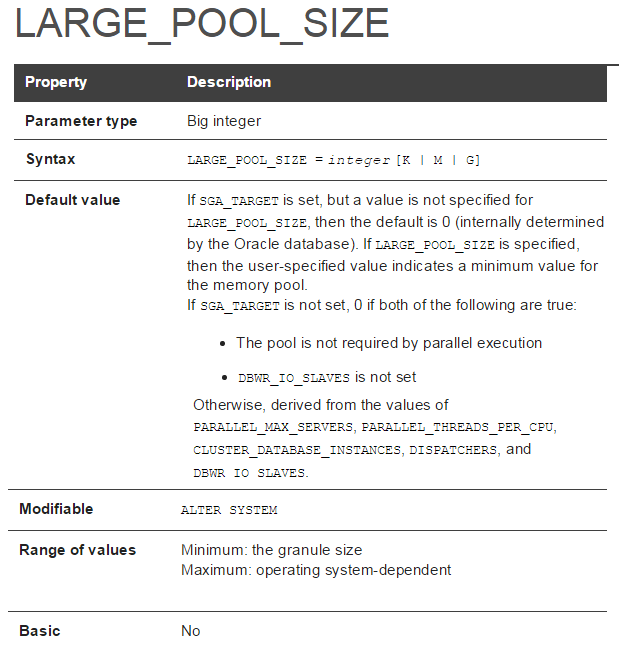 LARGE_POOL_SIZE
Property Description
Parameter type Big integer
Syntax LARGE_POOL_SIZE = integer [K | M | G]
Default value If SGA_TARGET is set, but a value is not specified for
LARGE_POOL_SIZE, then the default is 0 (internally determined
by the Oracle database). If LARGE_POOL_SIZE is specified,
then the user-specified value indicates a minimum value for
the memory pool.
If SGA_TARGET is not set, 0 if both of the following are true:
• The pool is not required by parallel execution
• DBWR_IO_SLAVES is not set
Otherwise, derived from the values of
PARALLEL_MAX_SERVERS, PARALLEL_THREADS_PER_CPU,
CLUSTER_DATABASE_INSTANCES, DISPATCHERS, and
DBWR IO SLAVES.
Modifiable ALTER SYSTEM
Range of values Minimum: the granule size
Maximum: operating system-dependent
Basic No